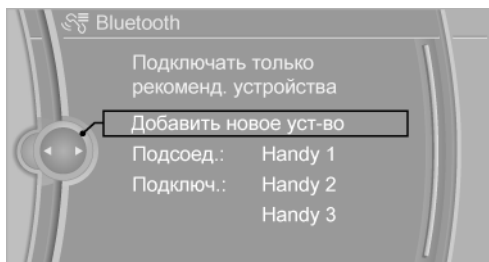 Bluetooth
Подключать только
рекоменд. устройства
Добавить новое уст-во
Подсоед.: Handy 1
Подключ.: Handy 2
Handy 3